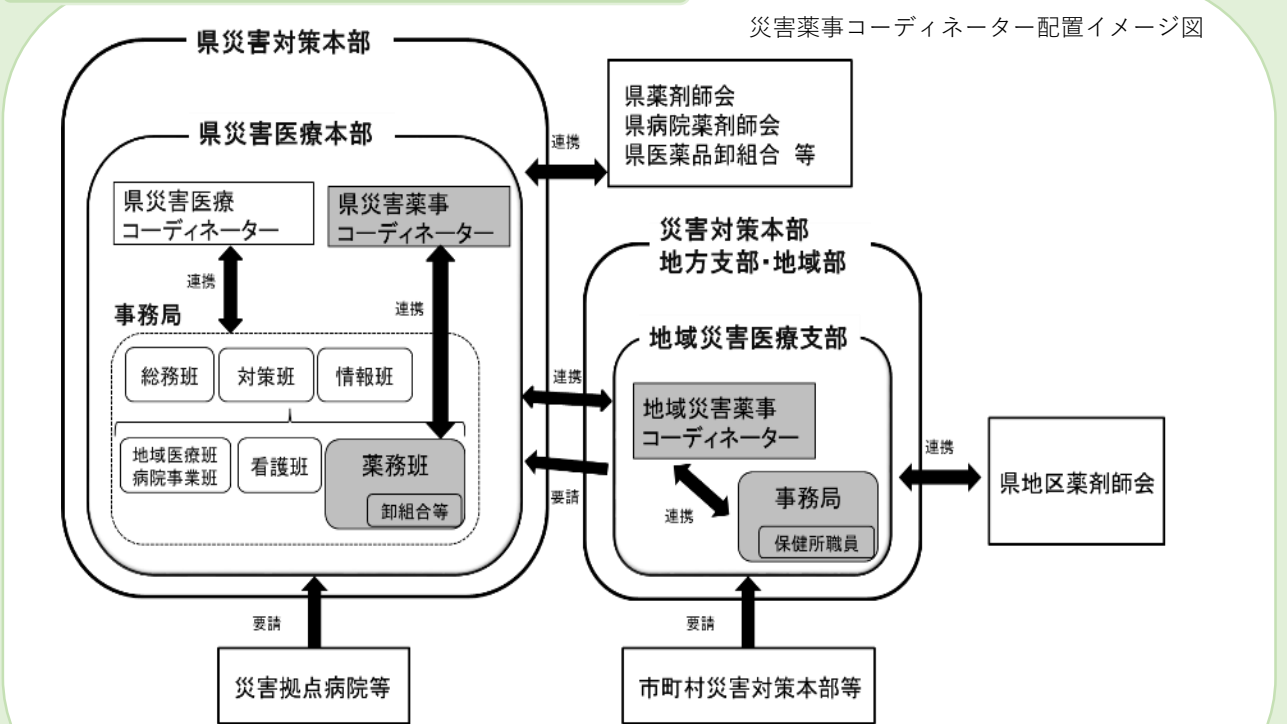 災害薬事コーディネーター配置イメージ図
県災害対策本部
県災害医療本部
県災害医療
コーディネーター
県災害薬事
コーディネーター
連携
連携
事務局
総務班
対策班
情報班
地域医療班
病院事業班
看護班
薬務班
卸組合等
連携
県薬剤師会
県病院薬剤師会
県医薬品卸組合 等
災害対策本部
地方支部・地域部
地域災害医療支部
地域災害薬事
コーディネーター
連携
事務局
保健所職員
連携
要請
連携
県地区薬剤師会
要請
災害拠点病院等
要請
市町村災害対策本部等